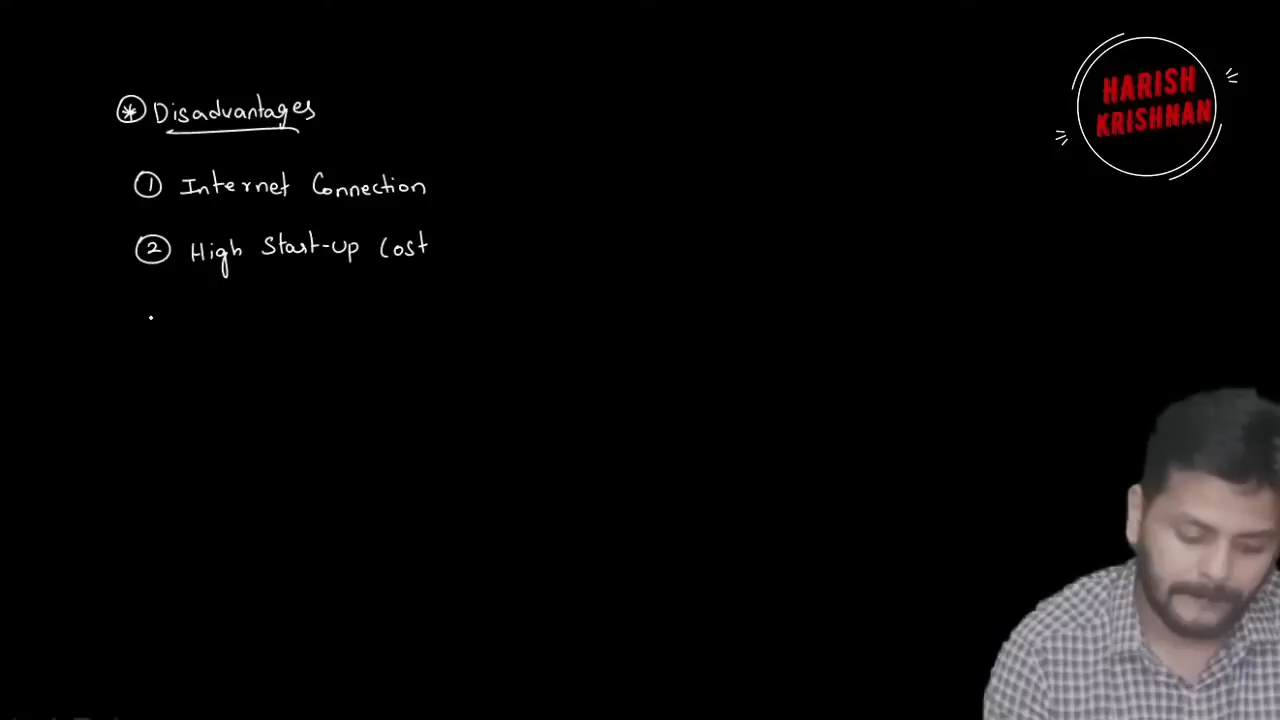 HARISH
KRISHNAN
* Disadvantages
1 Internet Connection
2 High Start-up Cost